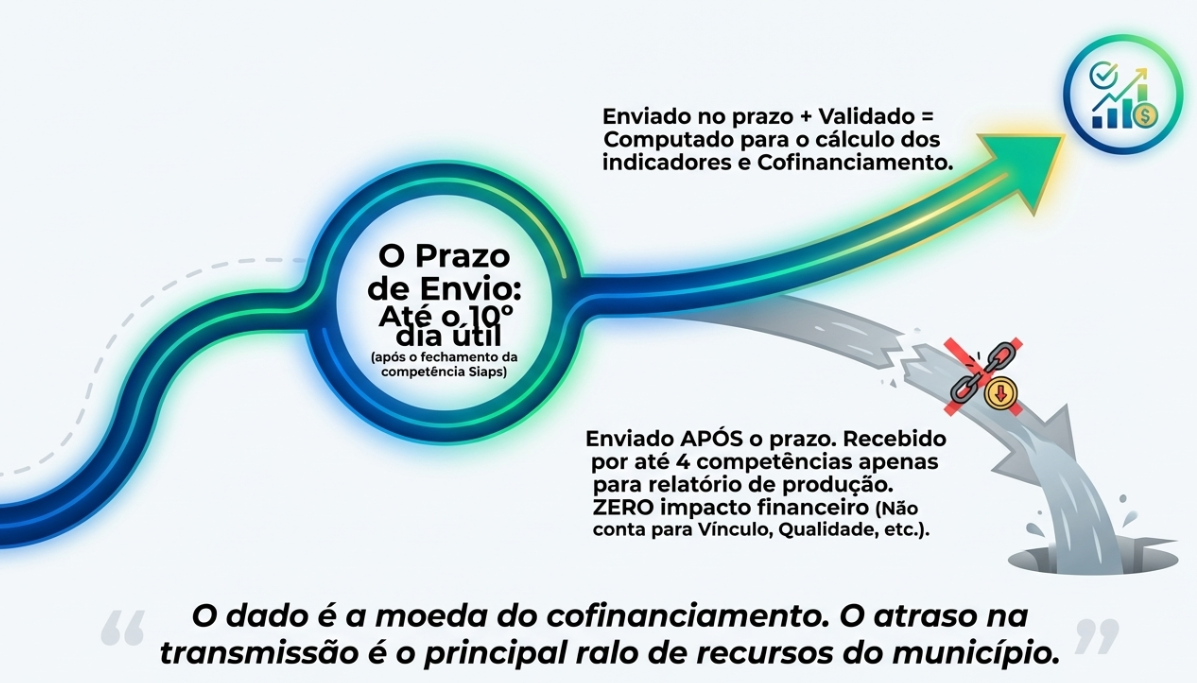 Enviado no prazo + Validado =
Computado para o cálculo dos
indicadores e Cofinanciamento.
O Prazo
de Envio:
Até o 10º
dia útil
(após o fechamento da
competência Siaps)
Enviado APÓS o prazo. Recebido
por até 4 competências apenas
para relatório de produção.
ZERO impacto financeiro (Não
conta para Vínculo, Qualidade, etc.).
“ O dado é a moeda do cofinanciamento. O atraso na
transmissão é o principal ralo de recursos do município. ”